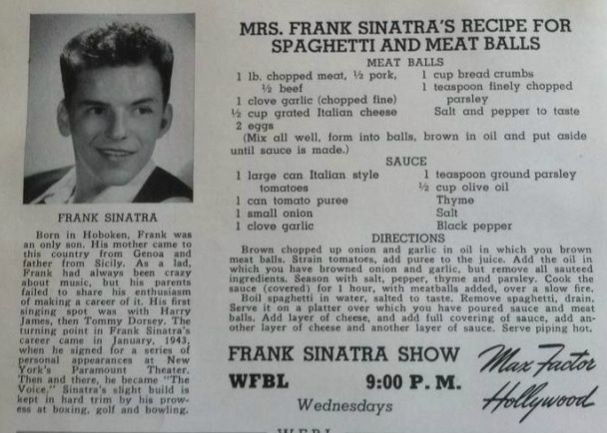 MRS. FRANK SINATRA'S RECIPE FOR
SPAGHETTI AND MEAT BALLS
MEAT BALLS
1 lb. chopped meat, ½ pork,
½ beef
1 clove garlic (chopped fine)
½ cup grated Italian cheese
2 eggs
1 cup bread crumbs
1 teaspoon finely chopped
parsley
Salt and pepper to taste
(Mix all well, form into balls, brown in oil and put aside
until sauce is made.)
SAUCE
1 large can Italian style
tomatoes
1 can tomato puree
1 small onion
1 clove garlic
1 teaspoon ground parsley
½ cup olive oil
Thyme
Salt
Black pepper
DIRECTIONS
Brown chopped up onion and garlic in oil in which you brown
meat balls. Strain tomatoes, add puree to the juice. Add the oil in
which you have browned onion and garlic, but remove all sauteed
ingredients. Season with salt, pepper, thyme and parsley. Cook the
sauce (covered) for 1 hour, with meatballs added, over a slow fire.
Boil spaghetti in water, salted to taste. Remove spaghetti, drain.
Serve it on a platter over which you have poured sauce and meat
balls, Add layer of cheese, and add full covering of sauce, add an-
other layer of cheese and another layer of sauce. Serve piping hot.
FRANK SINATRA
Born in Hoboken, Frank was
an only son. His mother came to
this country from Genoa and
father from Sicily. As a lad,
Frank had always been crazy
about music, but his parents
failed to share his enthusiasm
of making a career of it. His first
singing spot was with Harry
James, then Tommy Dorsey. The
turning point in Frank Sinatra's
career came in January, 1943,
when he signed for a series of
personal appearances at New
York's Paramount Theater.
Then and there, he became "The
Voice." Sinatra's slight build is
kept in hard trim by his prow-
ess at boxing, golf and bowling.
FRANK SINATRA SHOW
WFBL 9:00 P. M.
Wednesdays
Max Factor
Hollywood